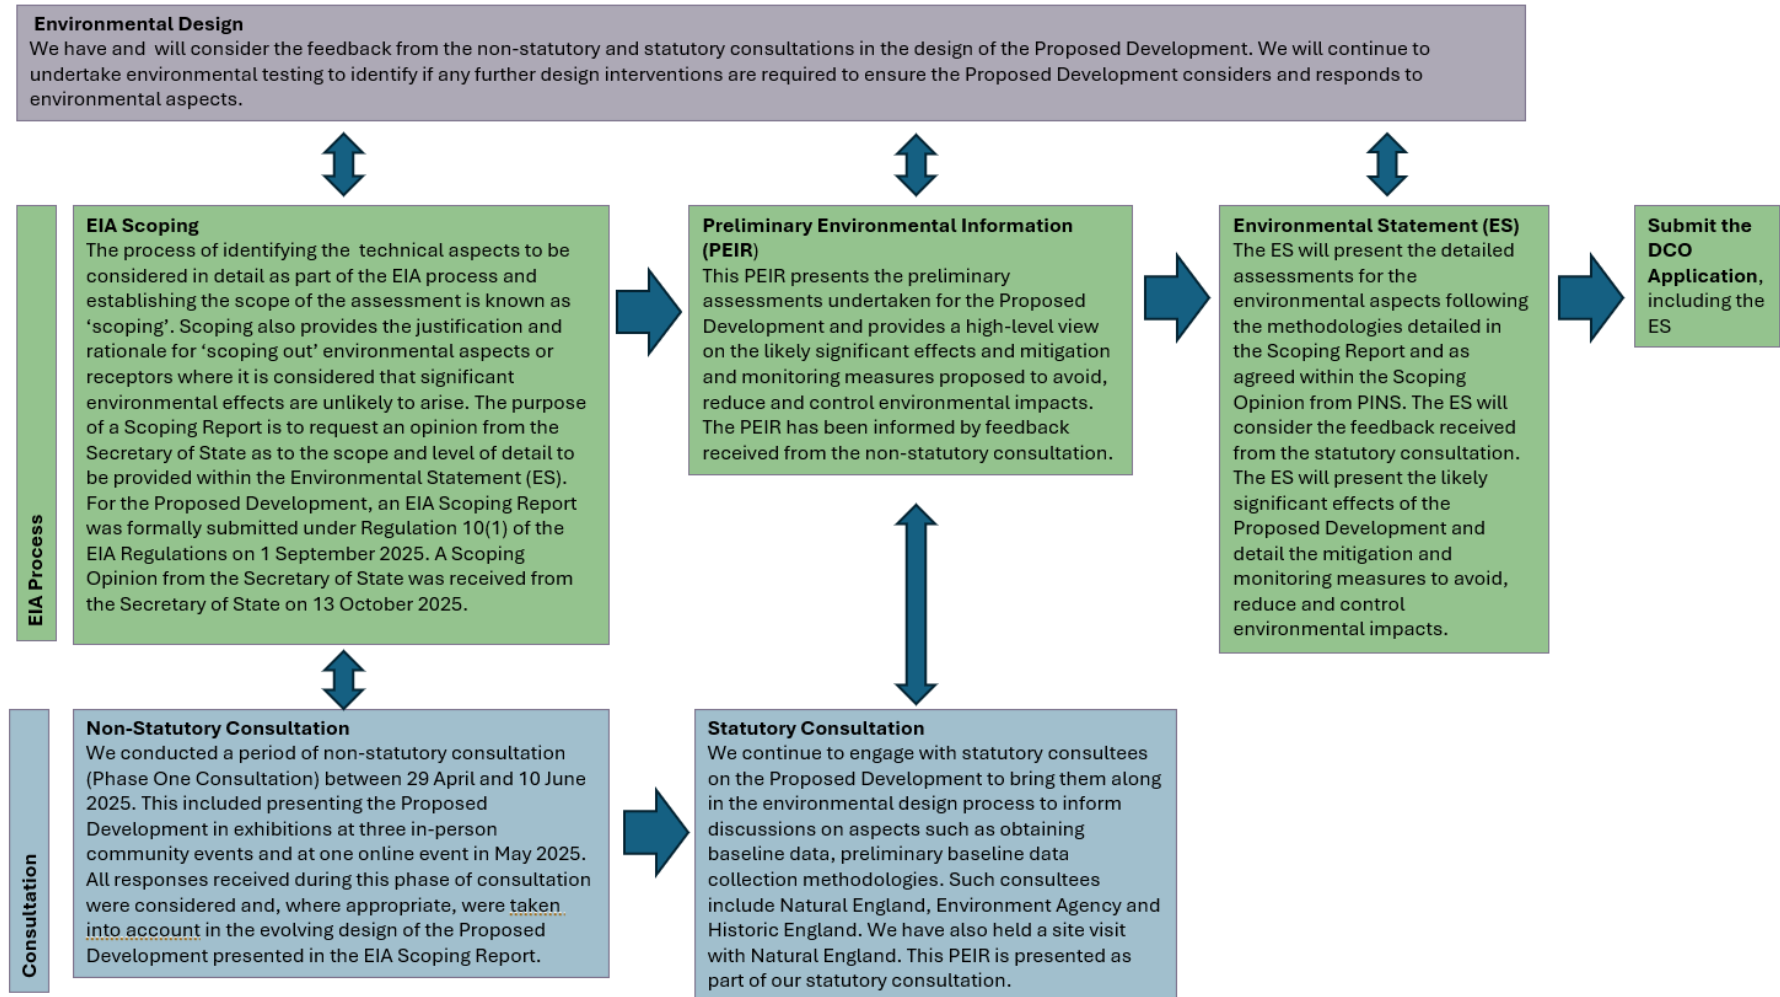 Environmental Design
We have and will consider the feedback from the non-statutory and statutory consultations in the design of the Proposed Development. We will continue to
undertake environmental testing to identify if any further design interventions are required to ensure the Proposed Development considers and responds to
environmental aspects.
EIA Process
EIA Scoping
The process of identifying the technical aspects to be
considered in detail as part of the EIA process and
establishing the scope of the assessment is known as
‘scoping’. Scoping also provides the justification and
rationale for ‘scoping out’ environmental aspects or
receptors where it is considered that significant
environmental effects are unlikely to arise. The purpose
of a Scoping Report is to request an opinion from the
Secretary of State as to the scope and level of detail to
be provided within the Environmental Statement (ES).
For the Proposed Development, an EIA Scoping Report
was formally submitted under Regulation 10(1) of the
EIA Regulations on 1 September 2025. A Scoping
Opinion from the Secretary of State was received from
the Secretary of State on 13 October 2025.
Preliminary Environmental Information
(PEIR)
This PEIR presents the preliminary
assessments undertaken for the Proposed
Development and provides a high-level view
on the likely significant effects and mitigation
and monitoring measures proposed to avoid,
reduce and control environmental impacts.
The PEIR has been informed by feedback
received from the non-statutory consultation.
Environmental Statement (ES)
The ES will present the detailed
assessments for the
environmental aspects following
the methodologies detailed in
the Scoping Report and as
agreed within the Scoping
Opinion from PINS. The ES will
consider the feedback received
from the statutory consultation.
The ES will present the likely
significant effects of the
Proposed Development and
detail the mitigation and
monitoring measures to avoid,
reduce and control
environmental impacts.
Submit the
DCO
Application,
including the
ES
Consultation
Non-Statutory Consultation
We conducted a period of non-statutory consultation
(Phase One Consultation) between 29 April and 10 June
2025. This included presenting the Proposed
Development in exhibitions at three in-person
community events and at one online event in May 2025.
All responses received during this phase of consultation
were considered and, where appropriate, were taken
into account in the evolving design of the Proposed
Development presented in the EIA Scoping Report.
Statutory Consultation
We continue to engage with statutory consultees
on the Proposed Development to bring them along
in the environmental design process to inform
discussions on aspects such as obtaining
baseline data, preliminary baseline data
collection methodologies. Such consultees
include Natural England, Environment Agency and
Historic England. We have also held a site visit
with Natural England. This PEIR is presented as
part of our statutory consultation.